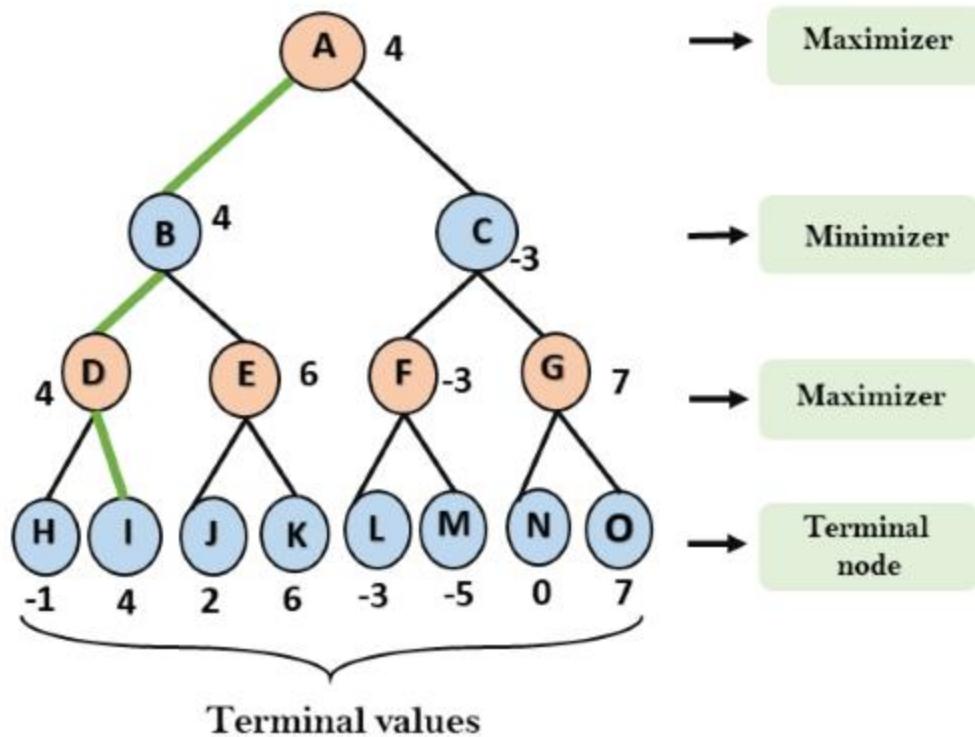 A 4 Maximizer
B 4 C -3 Minimizer
4 D E 6 F -3 G 7 Maximizer
H I J K L M N O Terminal
node
-1 4 2 6 -3 -5 0 7
Terminal values